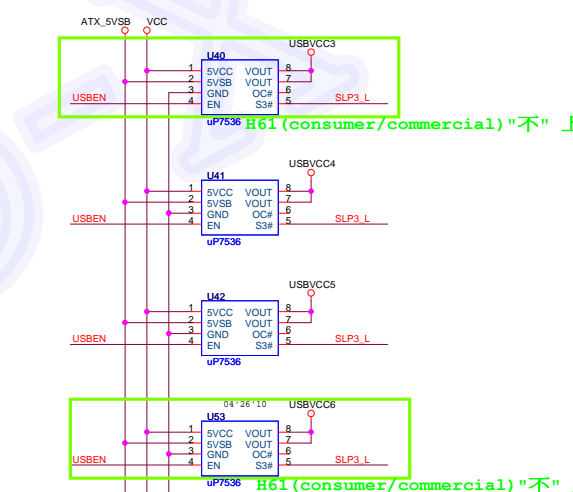 ATX_5VSB VCC
USBVCC3
U40
1 5VCC VOUT 8
2 5VSB VOUT 7
3 GND OC# 6
USBEN 4 EN S3# 5 SLP3_L
uP7536
H61(consumer/commercial)"不"
USBVCC4
U41
1 5VCC VOUT 8
2 5VSB VOUT 7
3 GND OC# 6
USBEN 4 EN S3# 5 SLP3_L
uP7536
USBVCC5
U42
1 5VCC VOUT 8
2 5VSB VOUT 7
3 GND OC# 6
USBEN 4 EN S3# 5 SLP3_L
uP7536
04'26'10 USBVCC6
U53
1 5VCC VOUT 8
2 5VSB VOUT 7
3 GND OC# 6
USBEN 4 EN S3# 5 SLP3_L
uP7536
H61(consumer/commercial)"不"